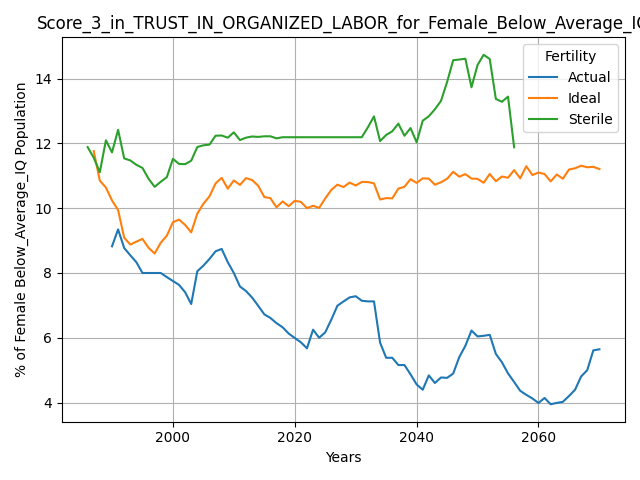 Score_3_in_TRUST_IN_ORGANIZED_LABOR_for_Female_Below_Average_IQ
Fertility
Actual
Ideal
Sterile
% of Female Below_Average_IQ Population
14
12
10
8
6
4
2000
2020
2040
2060
Years